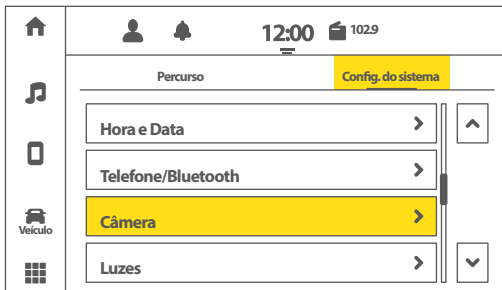 12:00 102.9
Percurso Config. do sistema
Hora e Data
Telefone/Bluetooth
Câmera
Veículo
Luzes